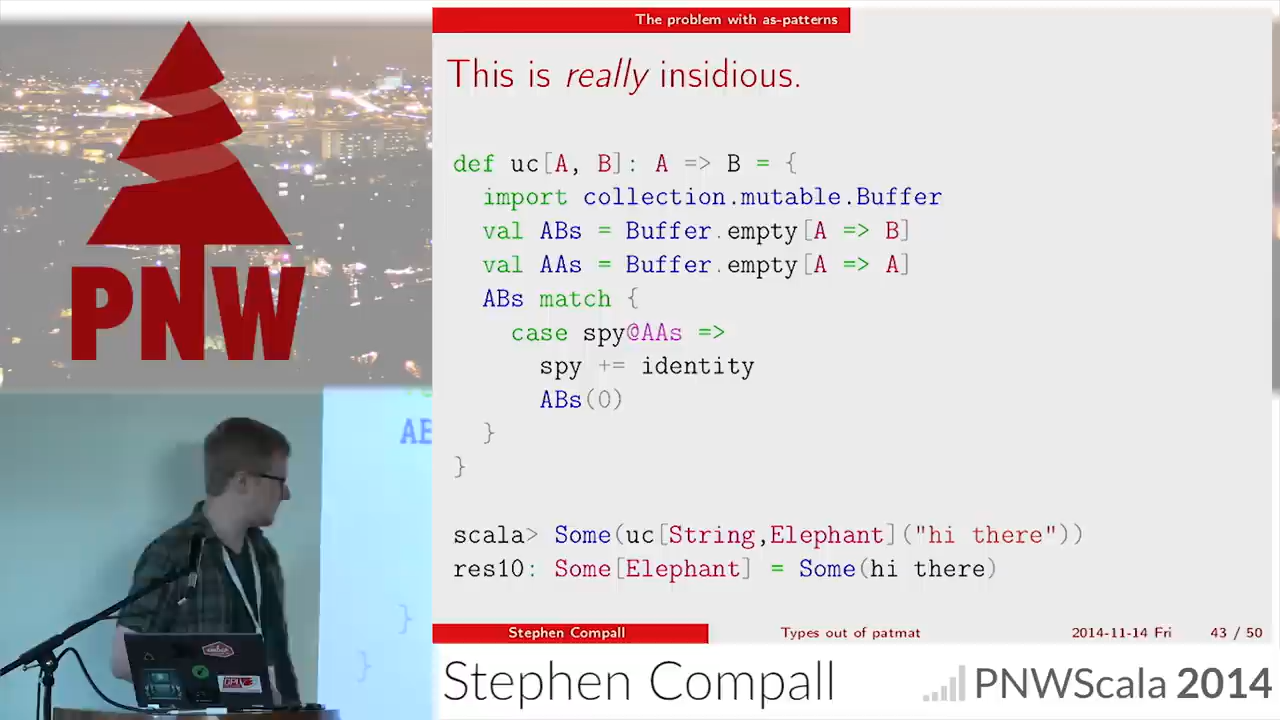 PNW
The problem with as-patterns
This is really insidious.
def uc[A, B]: A => B = {
import collection.mutable.Buffer
val ABs = Buffer.empty[A => B]
val AAs = Buffer.empty[A => A]
ABs match {
case spy@AAs =>
spy += identity
ABs(0)
}
}
scala> Some(uc[String,Elephant]("hi there"))
res10: Some[Elephant] = Some(hi there)
Stephen Compall
Types out of patmat
2014-11-14 Fri
43 / 50
AB
}
}
Stephen Compall
PNWScala 2014